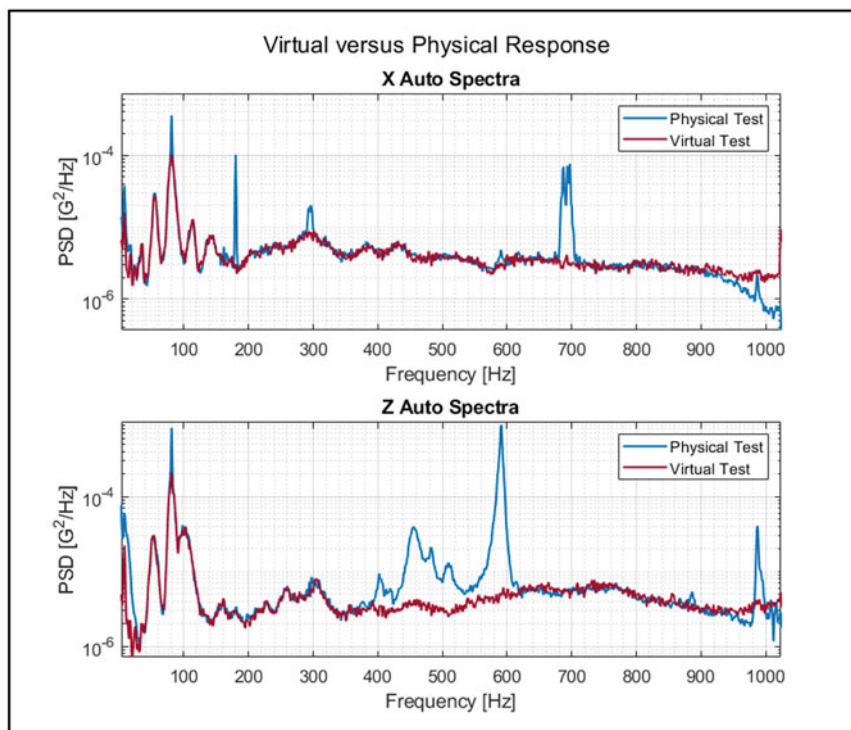 Virtual versus Physical Response
X Auto Spectra
PSD [G²/Hz]
10⁻⁴
10⁻⁶
Physical Test
Virtual Test
100 200 300 400 500 600 700 800 900 1000
Frequency [Hz]
Z Auto Spectra
PSD [G²/Hz]
10⁻⁴
10⁻⁶
Physical Test
Virtual Test
100 200 300 400 500 600 700 800 900 1000
Frequency [Hz]